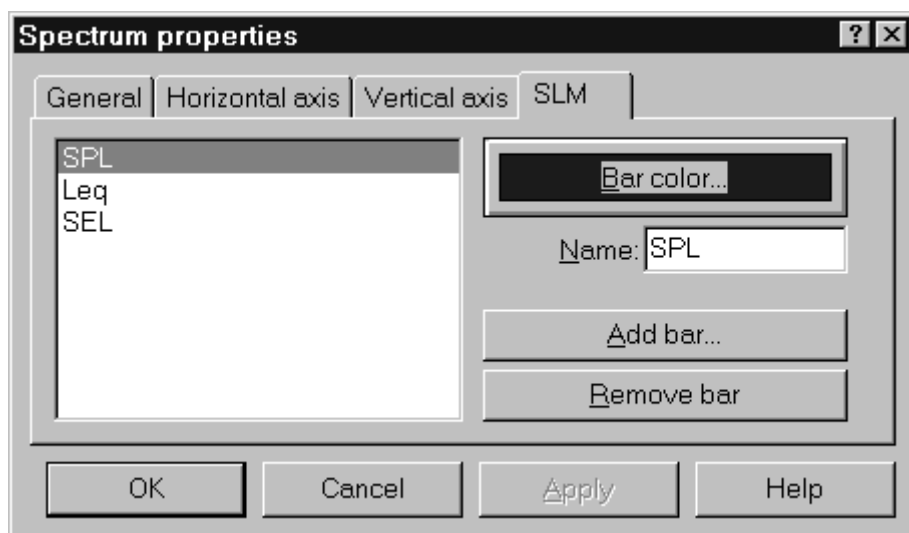 Spectrum properties
General Horizontal axis Vertical axis SLM
SPL
Leq
SEL
Bar color...
Name: SPL
Add bar...
Remove bar
OK Cancel Apply Help